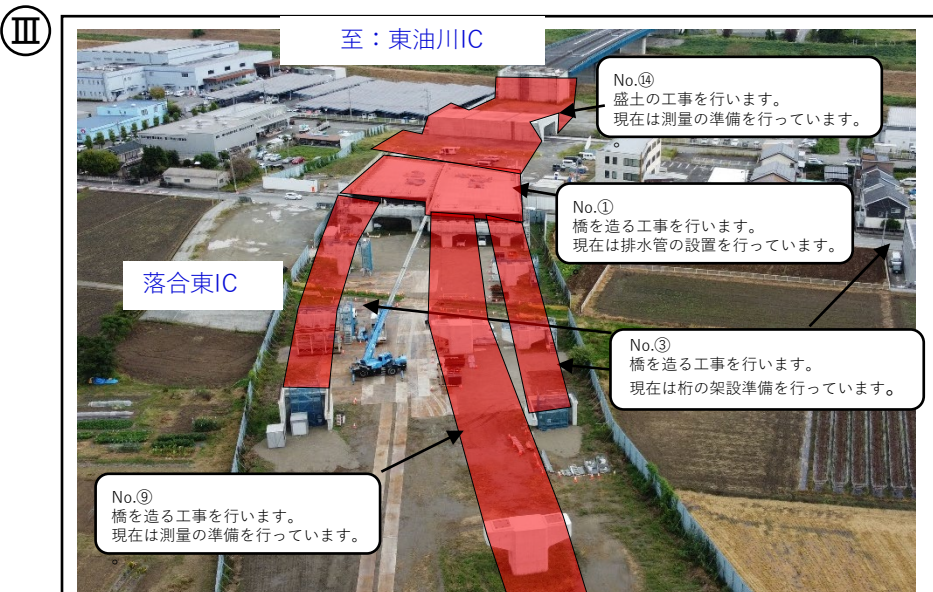 Ⅲ
至：東油川IC
No.⑭
盛土の工事を行います。
現在は測量の準備を行っています。
No.①
橋を造る工事を行います。
現在は排水管の設置を行っています。
落合東IC
No.③
橋を造る工事を行います。
現在は桁の架設準備を行っています。
No.⑨
橋を造る工事を行います。
現在は測量の準備を行っています。